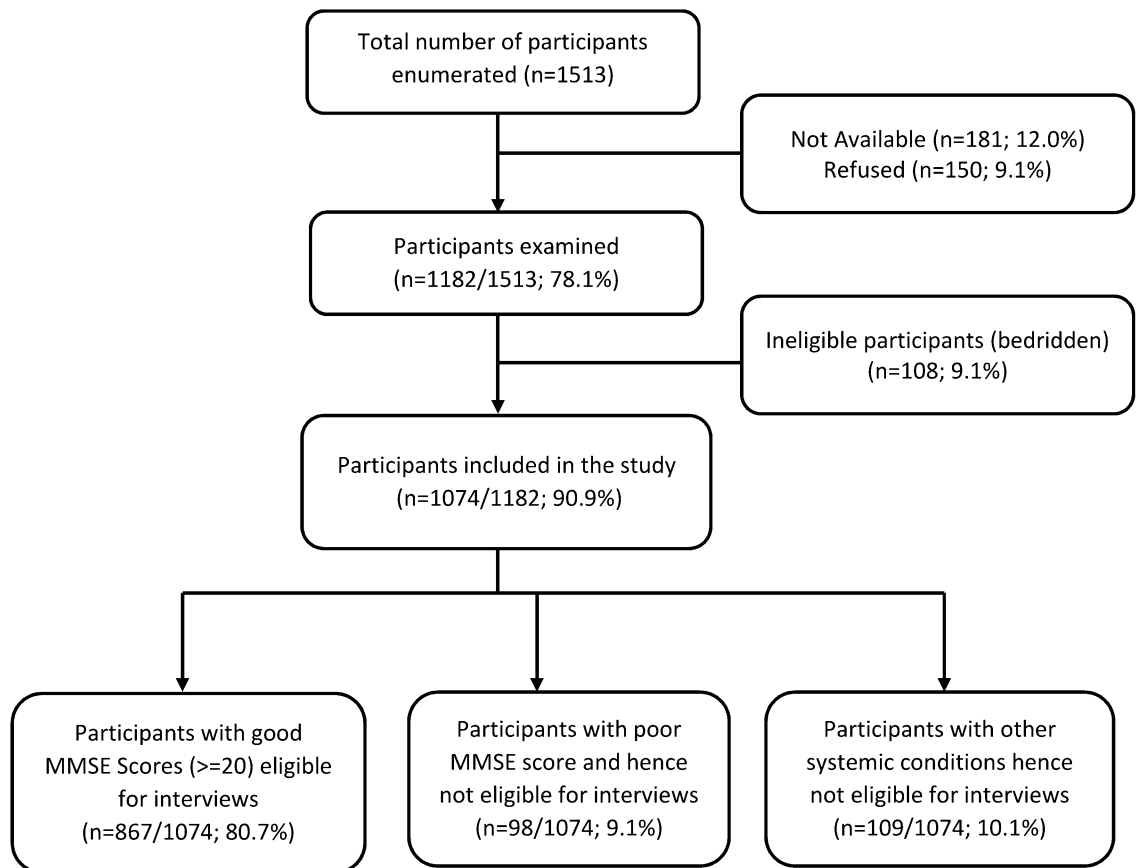 Total number of participants
enumerated (n=1513)
Not Available (n=181; 12.0%)
Refused (n=150; 9.1%)
Participants examined
(n=1182/1513; 78.1%)
Ineligible participants (bedridden)
(n=108; 9.1%)
Participants included in the study
(n=1074/1182; 90.9%)
Participants with good
MMSE Scores (>=20) eligible
for interviews
(n=867/1074; 80.7%)
Participants with poor
MMSE score and hence
not eligible for interviews
(n=98/1074; 9.1%)
Participants with other
systemic conditions hence
not eligible for interviews
(n=109/1074; 10.1%)